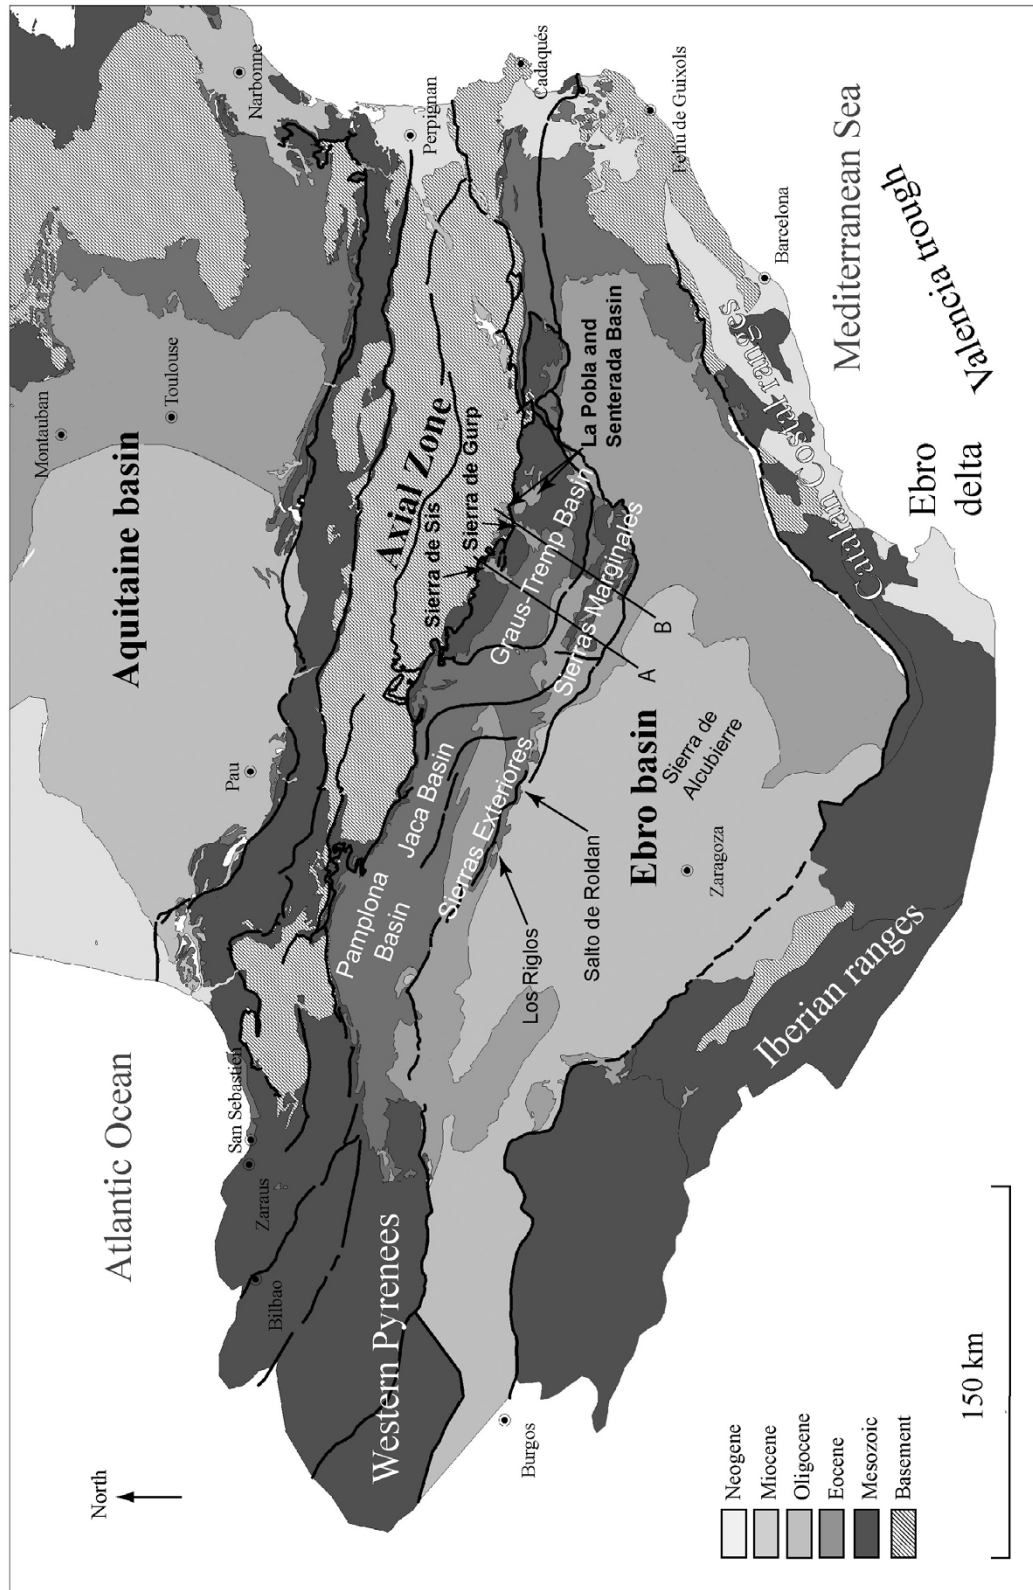 North
Atlantic Ocean
Aquitaine basin
Montauban
Toulouse
Narbonne
Pau
Perpignan
San Sebastien
Zaraus
Bilbao
Western Pyrenees
Axial Zone
Sierra de Sis
Sierra de Gurp
Cadaqués
Pamplona
Basin
Jaca Basin
Graus-Tremp Basin
La Pobla and
Senterada Basin
Sierras Exteriores
Sierras Marginales
Fehu de Guixols
Los Riglos
Salto de Roldan
A
B
Burgos
Ebro basin
Sierra de
Alcubierre
Zaragoza
Barcelona
Catalan Costal ranges
Mediterranean Sea
Valencia trough
Ebro
delta
Iberian ranges
Neogene
Miocene
Oligocene
Eocene
Mesozoic
Basement
150 km